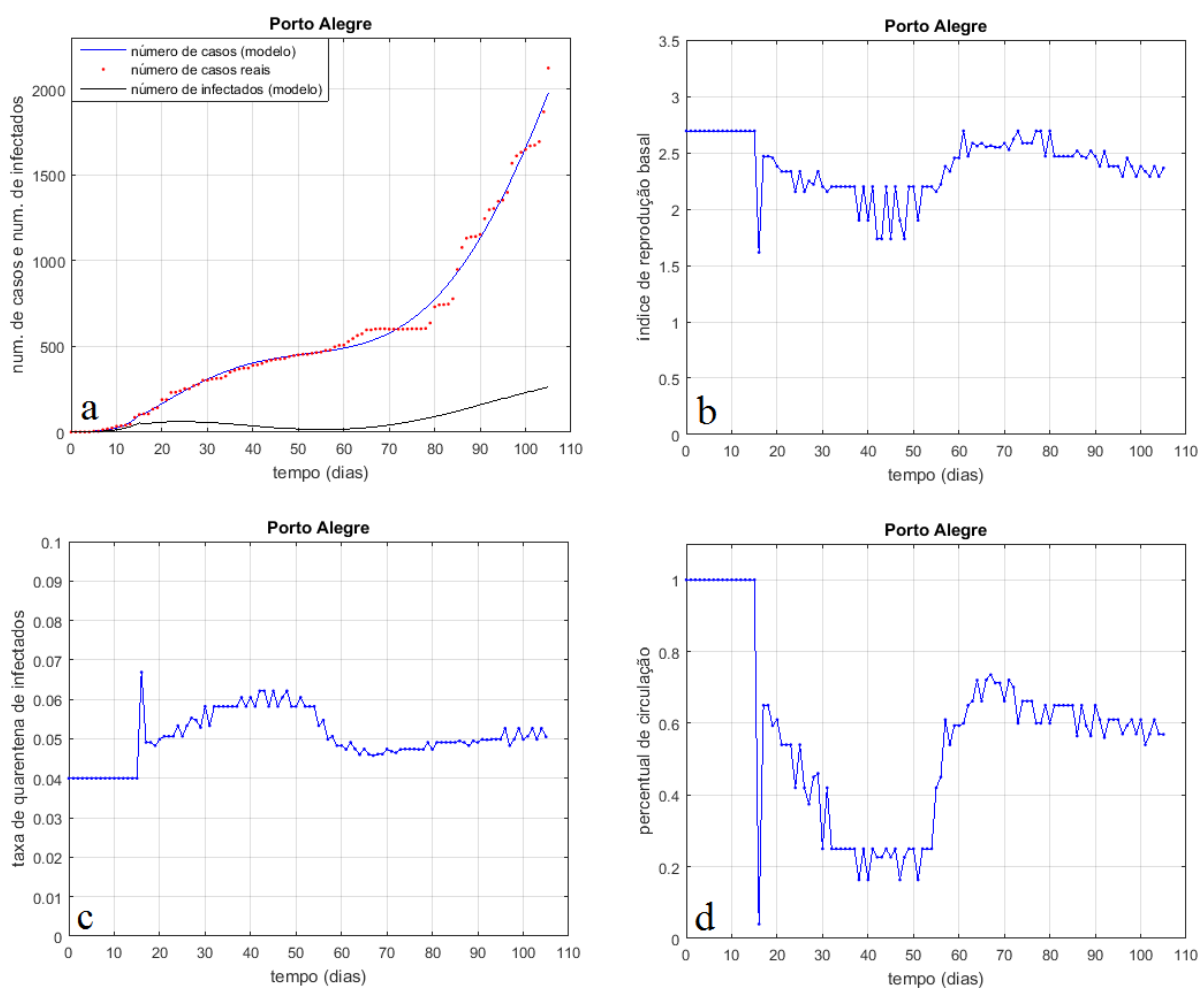 Porto Alegre
número de casos (modelo)
número de casos reais
número de infectados (modelo)
num. de casos e num. de infectados
2000
1500
1000
500
0
a
0 10 20 30 40 50 60 70 80 90 100 110
tempo (dias)
Porto Alegre
índice de reprodução basal
3.5
3
2.5
2
1.5
1
0.5
0
b
0 10 20 30 40 50 60 70 80 90 100 110
tempo (dias)
Porto Alegre
taxa de quarentena de infectados
0.1
0.09
0.08
0.07
0.06
0.05
0.04
0.03
0.02
0.01
0
c
0 10 20 30 40 50 60 70 80 90 100 110
tempo (dias)
Porto Alegre
percentual de circulação
1
0.8
0.6
0.4
0.2
0
d
0 10 20 30 40 50 60 70 80 90 100 110
tempo (dias)